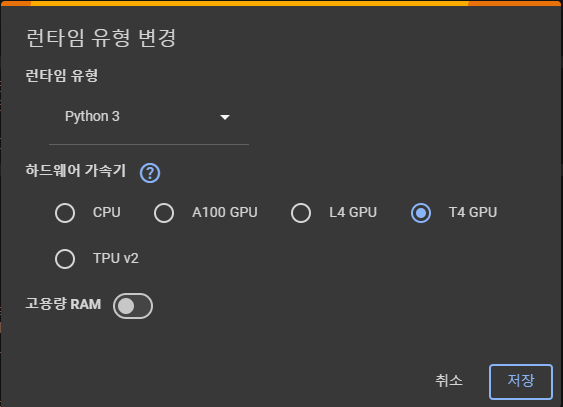 런타임 유형 변경
런타임 유형
Python 3
하드웨어 가속기 ?
CPU A100 GPU L4 GPU T4 GPU
TPU v2
고용량 RAM
취소 저장